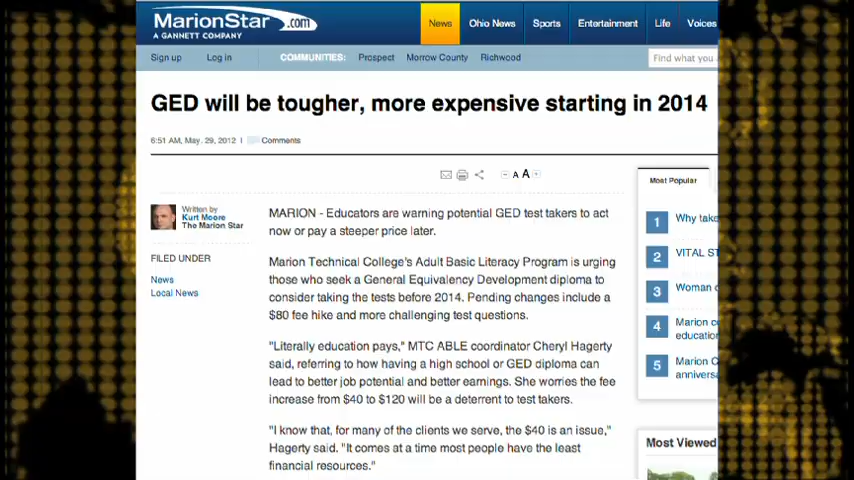 MarionStar.com
A GANNETT COMPANY
News Ohio News Sports Entertainment Life Voices
Sign up Log in COMMUNITIES: Prospect Morrow County Richwood Find what you
GED will be tougher, more expensive starting in 2014
6:51 AM, May. 29, 2012 | Comments
A A
Written by
Kurt Moore
The Marion Star
FILED UNDER
News
Local News
MARION - Educators are warning potential GED test takers to act
now or pay a steeper price later.
Marion Technical College's Adult Basic Literacy Program is urging
those who seek a General Equivalency Development diploma to
consider taking the tests before 2014. Pending changes include a
$80 fee hike and more challenging test questions.
"Literally education pays," MTC ABLE coordinator Cheryl Hagerty
said, referring to how having a high school or GED diploma can
lead to better job potential and better earnings. She worries the fee
increase from $40 to $120 will be a deterrent to test takers.
"I know that, for many of the clients we serve, the $40 is an issue,"
Hagerty said. "It comes at a time most people have the least
financial resources."
Most Popular
1 Why take
2 VITAL ST
3 Woman
4 Marion
5 Marion
Most Viewed